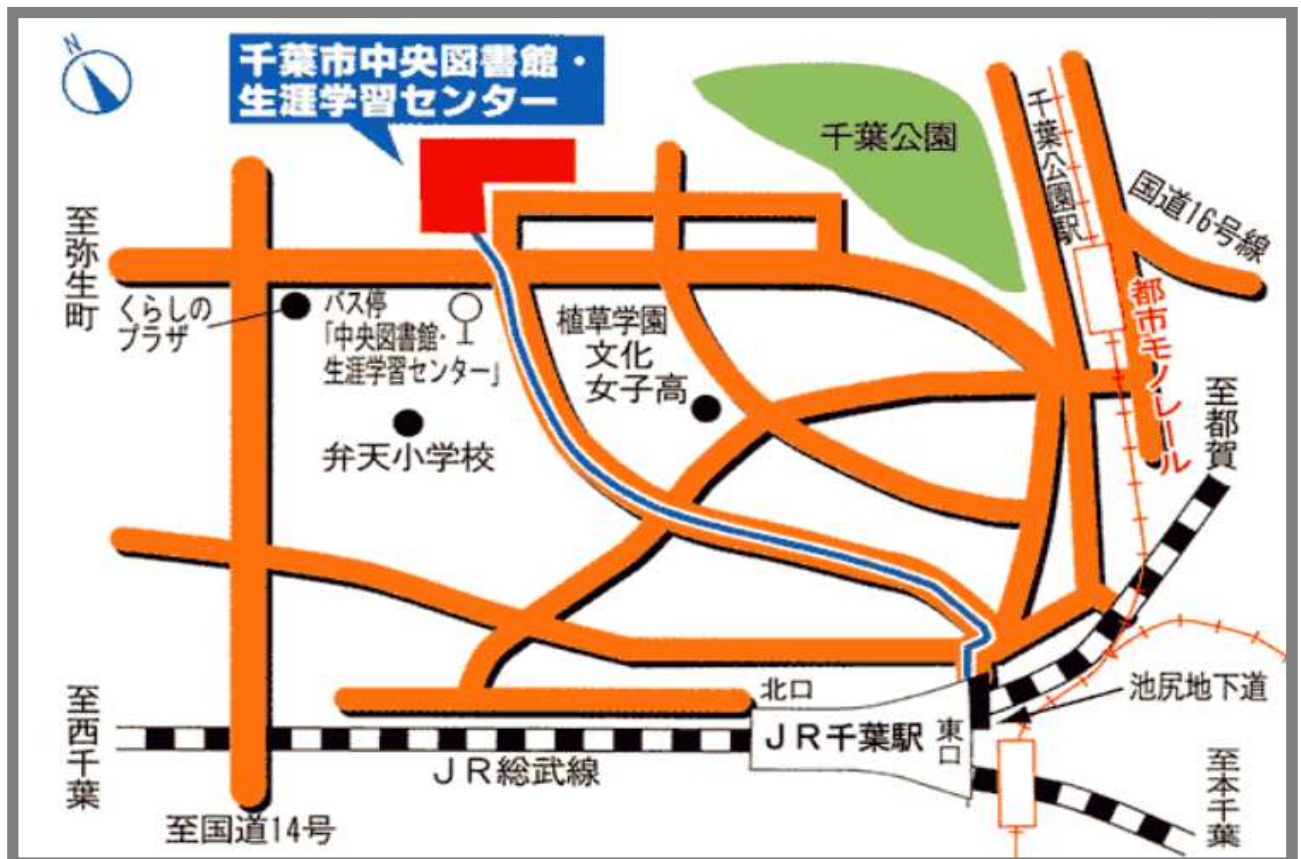 N
千葉市中央図書館・
生涯学習センター
千葉公園
千葉公園駅
国道16号線
至弥生町
くらしの
プラザ
バス停
「中央図書館・
生涯学習センター」
植草学園
文化
女子高
都市モノレール
至都賀
弁天小学校
北口
池尻地下道
至西千葉
JR千葉駅
東口
JR総武線
至本千葉
至国道14号